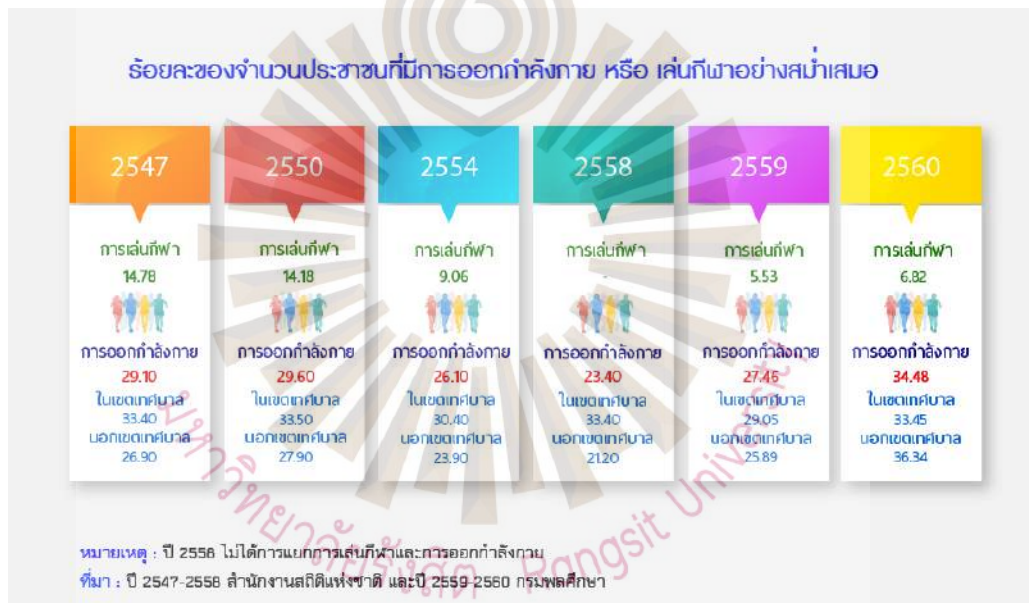 ร้อยละของจำนวนประชาชนที่มีการออกกำลังกาย หรือ เล่นกีฬาอย่างสม่ำเสมอ
2547
การเล่นกีฬา
14.78
การออกกำลังกาย
29.10
ในเขตเทศบาล
33.40
นอกเขตเทศบาล
26.90
2550
การเล่นกีฬา
14.18
การออกกำลังกาย
29.60
ในเขตเทศบาล
33.50
นอกเขตเทศบาล
27.90
2554
การเล่นกีฬา
9.06
การออกกำลังกาย
26.10
ในเขตเทศบาล
30.40
นอกเขตเทศบาล
23.90
2558
การเล่นกีฬา
-
การออกกำลังกาย
23.40
ในเขตเทศบาล
33.40
นอกเขตเทศบาล
21.20
2559
การเล่นกีฬา
5.53
การออกกำลังกาย
27.46
ในเขตเทศบาล
29.05
นอกเขตเทศบาล
25.89
2560
การเล่นกีฬา
6.82
การออกกำลังกาย
34.48
ในเขตเทศบาล
33.45
นอกเขตเทศบาล
36.34
หมายเหตุ : ปี 2558 ไม่ได้การแยกการเล่นกีฬาและการออกกำลังกาย
ที่มา : ปี 2547-2558 สำนักงานสถิติแห่งชาติ และปี 2559-2560 กรมพลศึกษา
มหาวิทยาลัยรังสิต Rangsit University